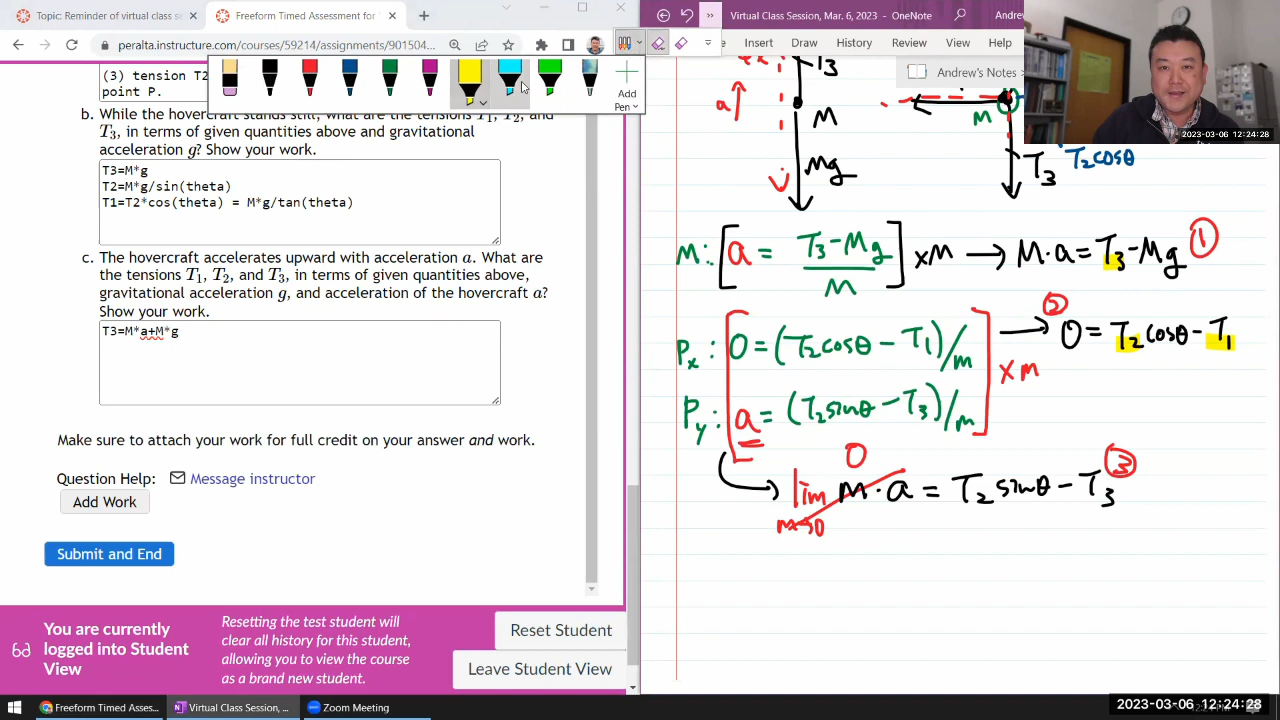 Topic: Reminder of virtual class se
Freeform Timed Assessment for
peralta.instructure.com/courses/59214/assignments/901504...
Add
Pen
(3) tension T2
point P.
b. While the hovercraft stands still, what are the tensions T1, T2, and
T3, in terms of given quantities above and gravitational
acceleration g? Show your work.
T3=M*g
T2=M*g/sin(theta)
T1=T2*cos(theta) = M*g/tan(theta)
c. The hovercraft accelerates upward with acceleration a. What are
the tensions T1, T2, and T3, in terms of given quantities above,
gravitational acceleration g, and acceleration of the hovercraft a?
Show your work.
T3=M*a+M*g
Make sure to attach your work for full credit on your answer and work.
Question Help: Message instructor
Add Work
Submit and End
You are currently
logged into Student
View
Resetting the test student will
clear all history for this student,
allowing you to view the course
as a brand new student.
Reset Student
Leave Student View
Virtual Class Session, Mar. 6, 2023 - OneNote
Andre
Insert Draw History
Andrew's Notes
2023-03-06 12:24:28
T3
a
M
Mg
M
T3
T2cosθ
M: [a = T3-Mg / M] xM → M·a=T3-Mg ①
Px: 0=(T2cosθ - T1)/m → ② 0=T2cosθ-T1
xm
Py: a=(T2sinθ-T3)/m
0
lim m→0 m·a = T2 sinθ - T3 ③
Freeform Timed Asses...
Virtual Class Session, ...
Zoom Meeting
2023-03-06 12:24:28